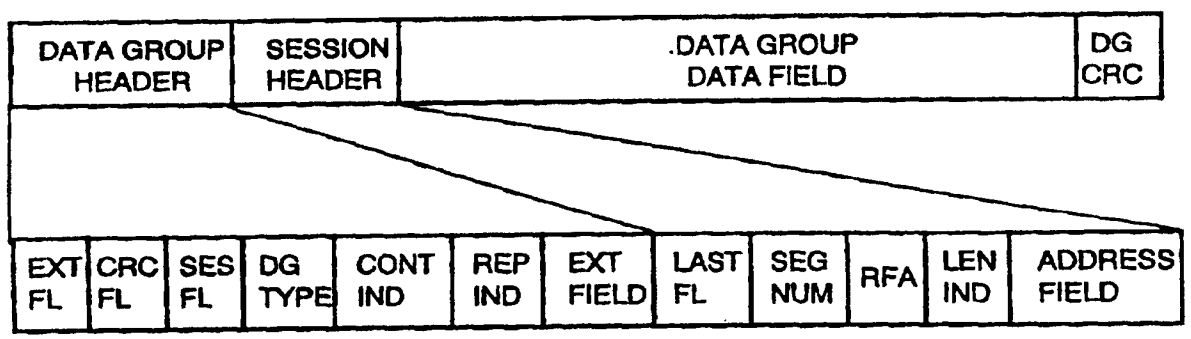 DATA GROUP
HEADER
SESSION
HEADER
.DATA GROUP
DATA FIELD
DG
CRC
EXT
FL
CRC
FL
SES
FL
DG
TYPE
CONT
IND
REP
IND
EXT
FIELD
LAST
FL
SEG
NUM
RFA
LEN
IND
ADDRESS
FIELD